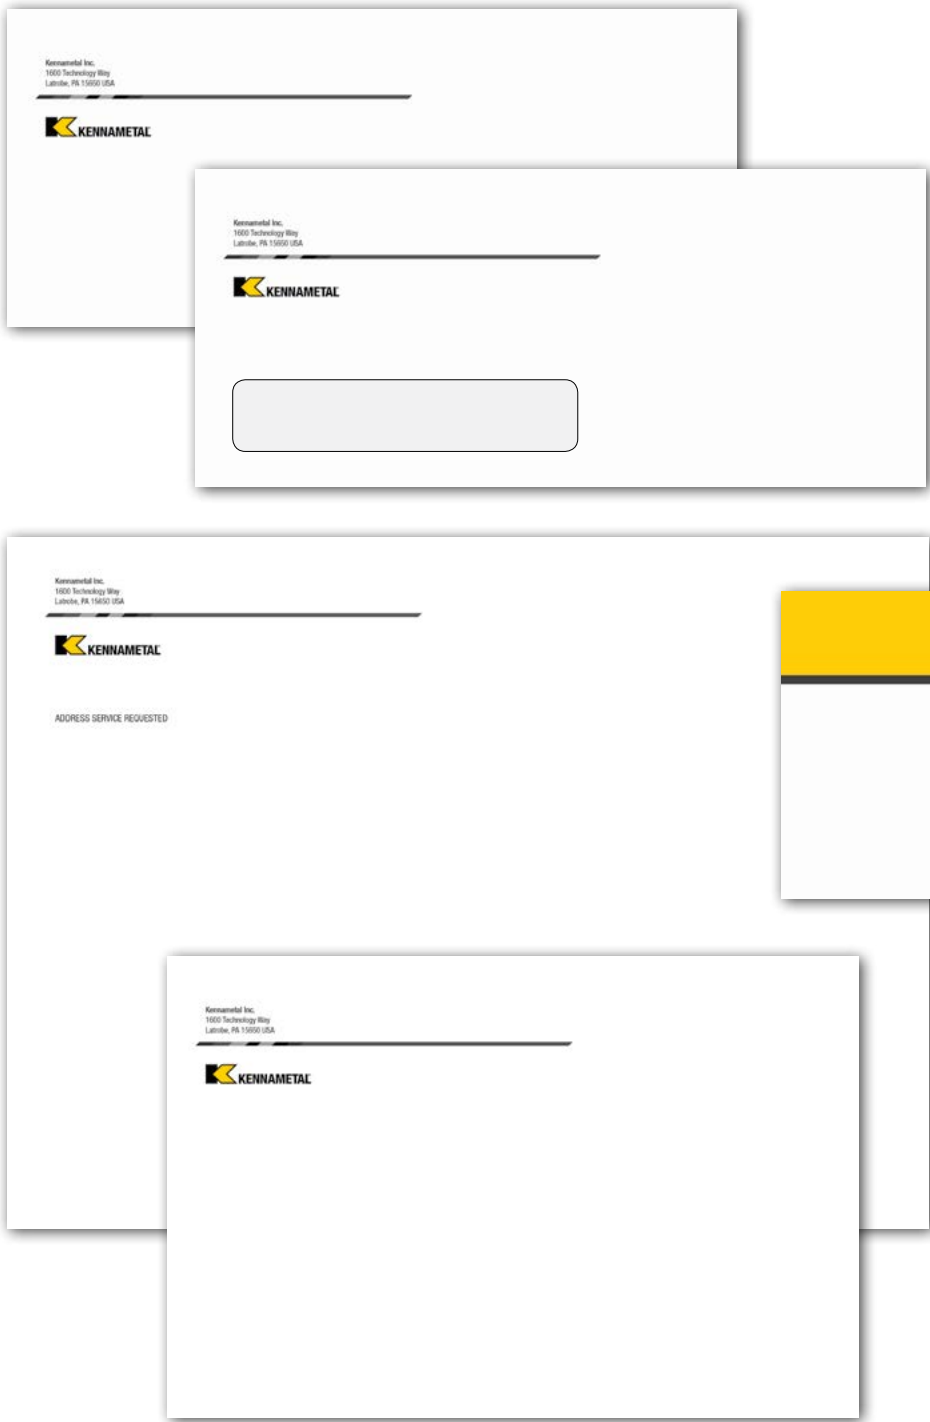 Kennametal Inc.
1600 Technology Way
Latrobe, PA 15650 USA
KENNAMETAL
Kennametal Inc.
1600 Technology Way
Latrobe, PA 15650 USA
KENNAMETAL
Kennametal Inc.
1600 Technology Way
Latrobe, PA 15650 USA
KENNAMETAL
ADDRESS SERVICE REQUESTED
Kennametal Inc.
1600 Technology Way
Latrobe, PA 15650 USA
KENNAMETAL